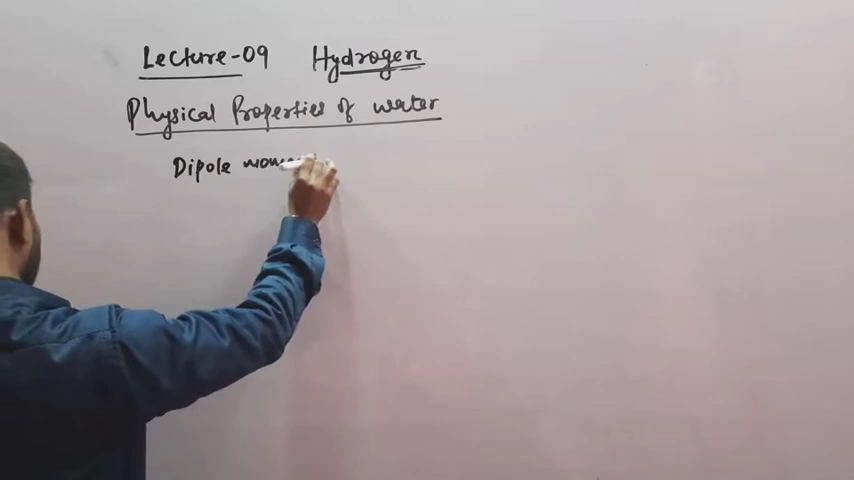 Lecture-09 Hydrogen
Physical Properties of water
Dipole